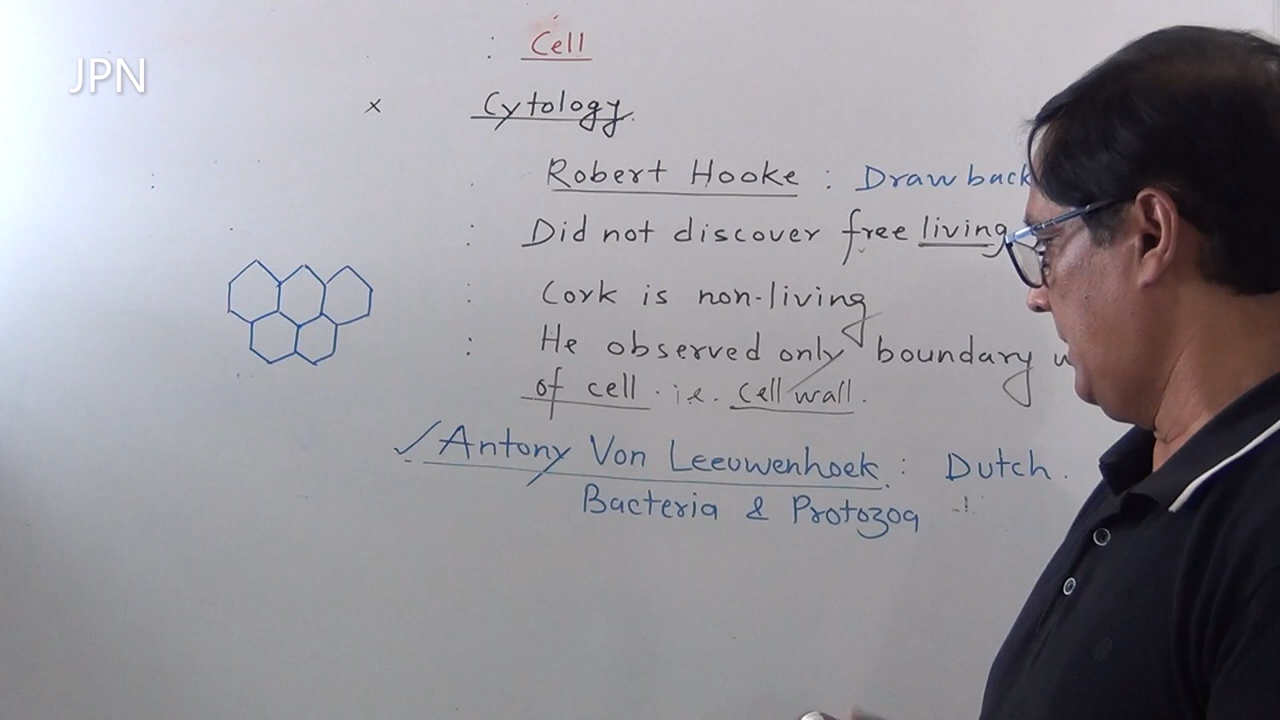 JPN
: Cell
x Cytology.
Robert Hooke : Drawback
: Did not discover free living
: Cork is non-living
: He observed only boundary
of cell. i.e. cell wall.
✓ Antony Von Leeuwenhoek : Dutch.
Bacteria & Protozoa